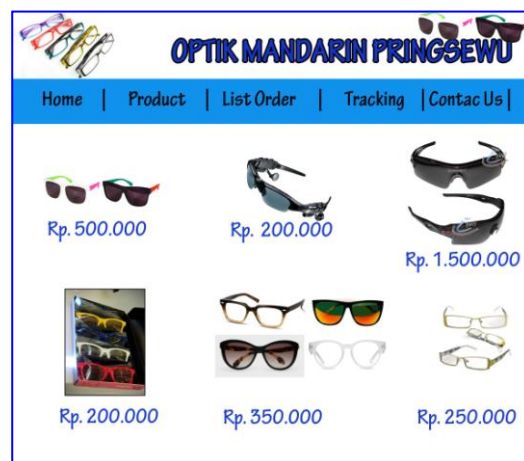 OPTIK MANDARIN PRINGSEWU
Home | Product | List Order | Tracking | Contac Us |
Rp. 500.000 Rp. 200.000 Rp. 1.500.000
Rp. 200.000 Rp. 350.000 Rp. 250.000